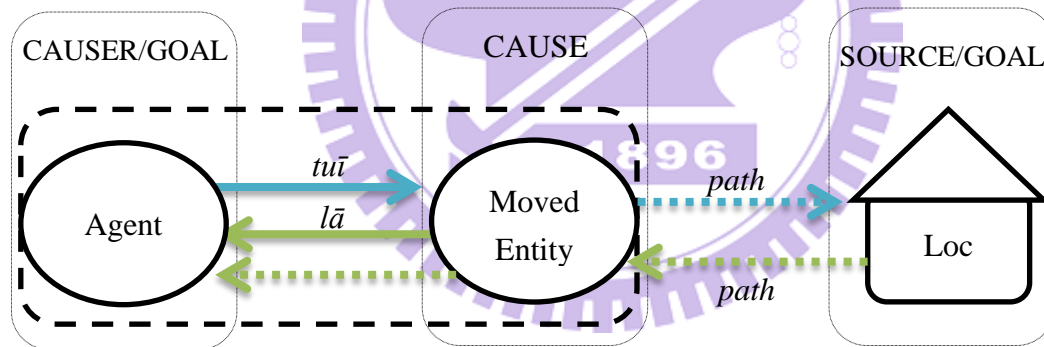 CAUSER/GOAL
CAUSE
SOURCE/GOAL
1896
tuī
path
lā
Agent
Moved
Entity
Loc
path